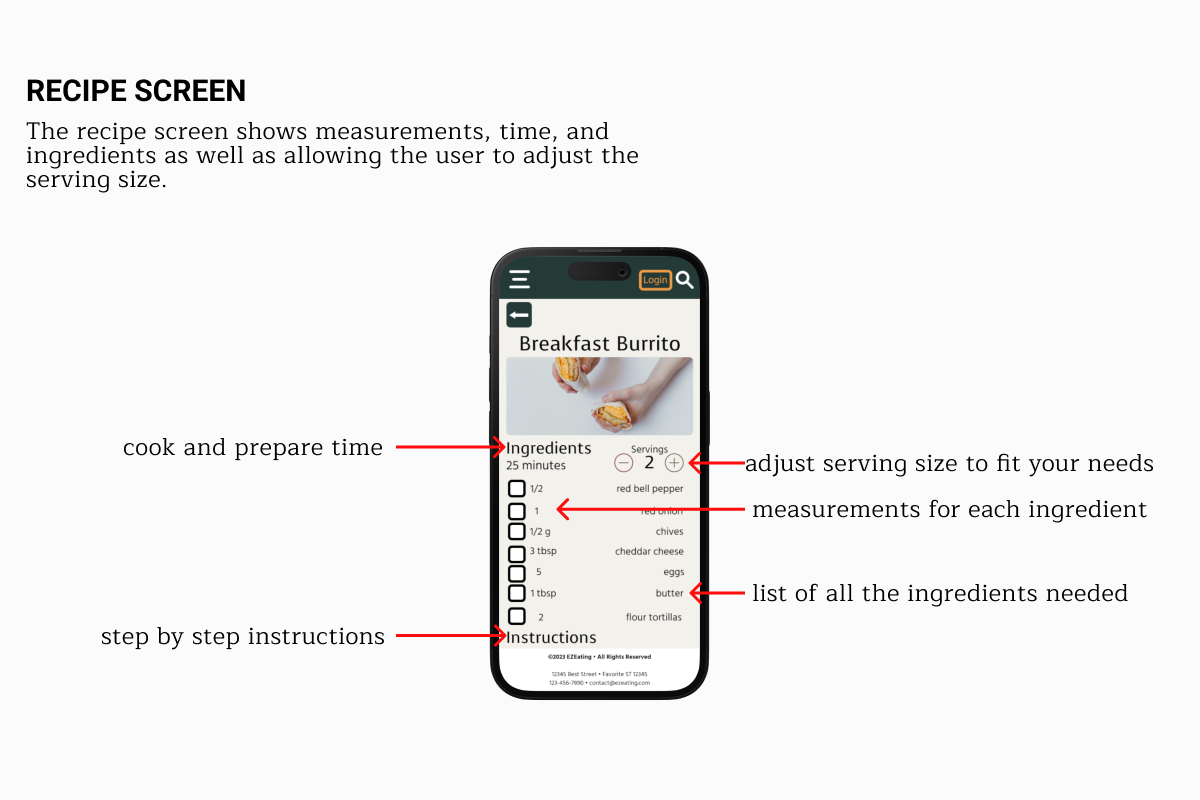 RECIPE SCREEN
The recipe screen shows measurements, time, and
ingredients as well as allowing the user to adjust the
serving size.
Login
Breakfast Burrito
cook and prepare time
Ingredients
25 minutes
Servings
2
adjust serving size to fit your needs
1/2 red bell pepper
1 red onion
measurements for each ingredient
1/2 g chives
3 tbsp cheddar cheese
5 eggs
1 tbsp butter
list of all the ingredients needed
2 flour tortillas
step by step instructions
Instructions
©2023 EZEating • All Rights Reserved
12345 Best Street • Favorite ST 12345
123-456-7890 • contact@ezeating.com